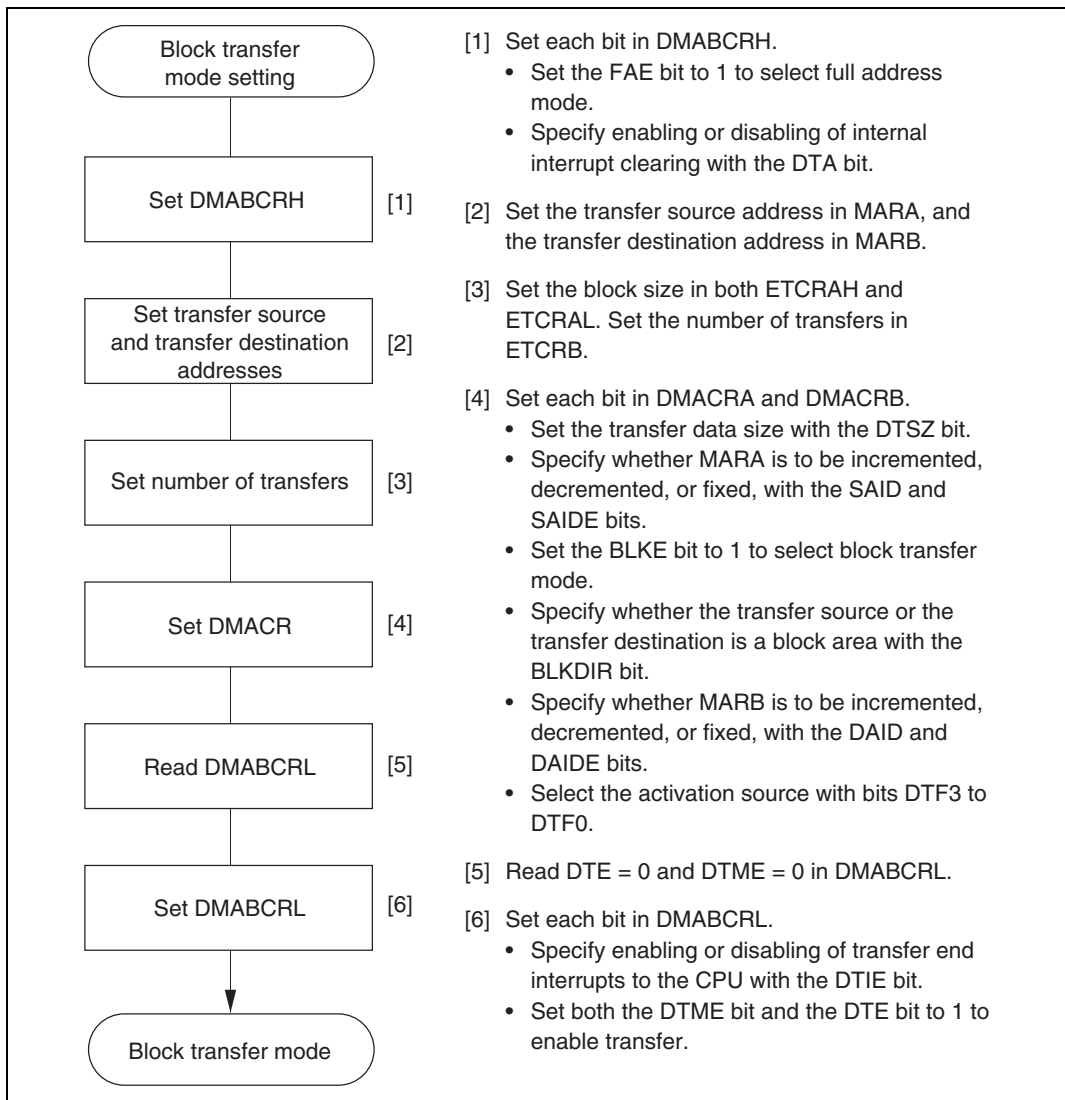 Block transfer
mode setting
Set DMABCRH
[1]
Set transfer source
and transfer destination
addresses
[2]
Set number of transfers
[3]
Set DMACR
[4]
Read DMABCRL
[5]
Set DMABCRL
[6]
Block transfer mode
[1] Set each bit in DMABCRH.
• Set the FAE bit to 1 to select full address
mode.
• Specify enabling or disabling of internal
interrupt clearing with the DTA bit.
[2] Set the transfer source address in MARA, and
the transfer destination address in MARB.
[3] Set the block size in both ETCRAH and
ETCRAL. Set the number of transfers in
ETCRB.
[4] Set each bit in DMACRA and DMACRB.
• Set the transfer data size with the DTSZ bit.
• Specify whether MARA is to be incremented,
decremented, or fixed, with the SAID and
SAIDE bits.
• Set the BLKE bit to 1 to select block transfer
mode.
• Specify whether the transfer source or the
transfer destination is a block area with the
BLKDIR bit.
• Specify whether MARB is to be incremented,
decremented, or fixed, with the DAID and
DAIDE bits.
• Select the activation source with bits DTF3 to
DTF0.
[5] Read DTE = 0 and DTME = 0 in DMABCRL.
[6] Set each bit in DMABCRL.
• Specify enabling or disabling of transfer end
interrupts to the CPU with the DTIE bit.
• Set both the DTME bit and the DTE bit to 1 to
enable transfer.